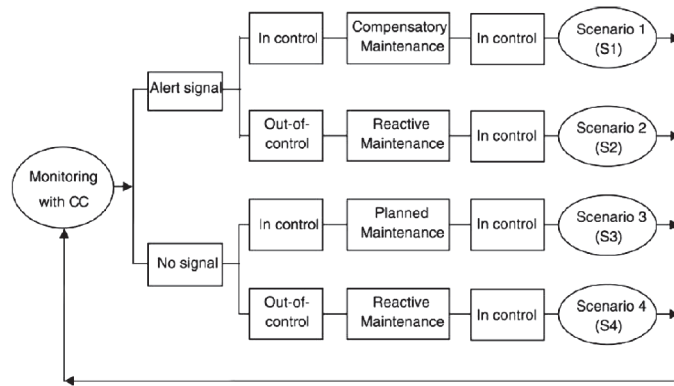 Monitoring
with CC
Alert signal
No signal
In control
Compensatory
Maintenance
In control
Scenario 1
(S1)
Out-of-
control
Reactive
Maintenance
In control
Scenario 2
(S2)
In control
Planned
Maintenance
In control
Scenario 3
(S3)
Out-of-
control
Reactive
Maintenance
In control
Scenario 4
(S4)